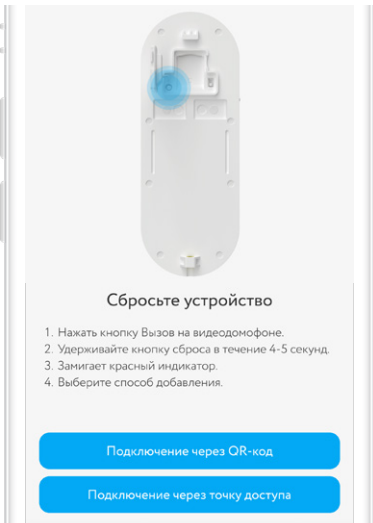 Сбросьте устройство
1. Нажать кнопку Вызов на видеодомофоне.
2. Удерживайте кнопку сброса в течение 4-5 секунд.
3. Замигает красный индикатор.
4. Выберите способ добавления.
Подключение через QR-код
Подключение через точку доступа